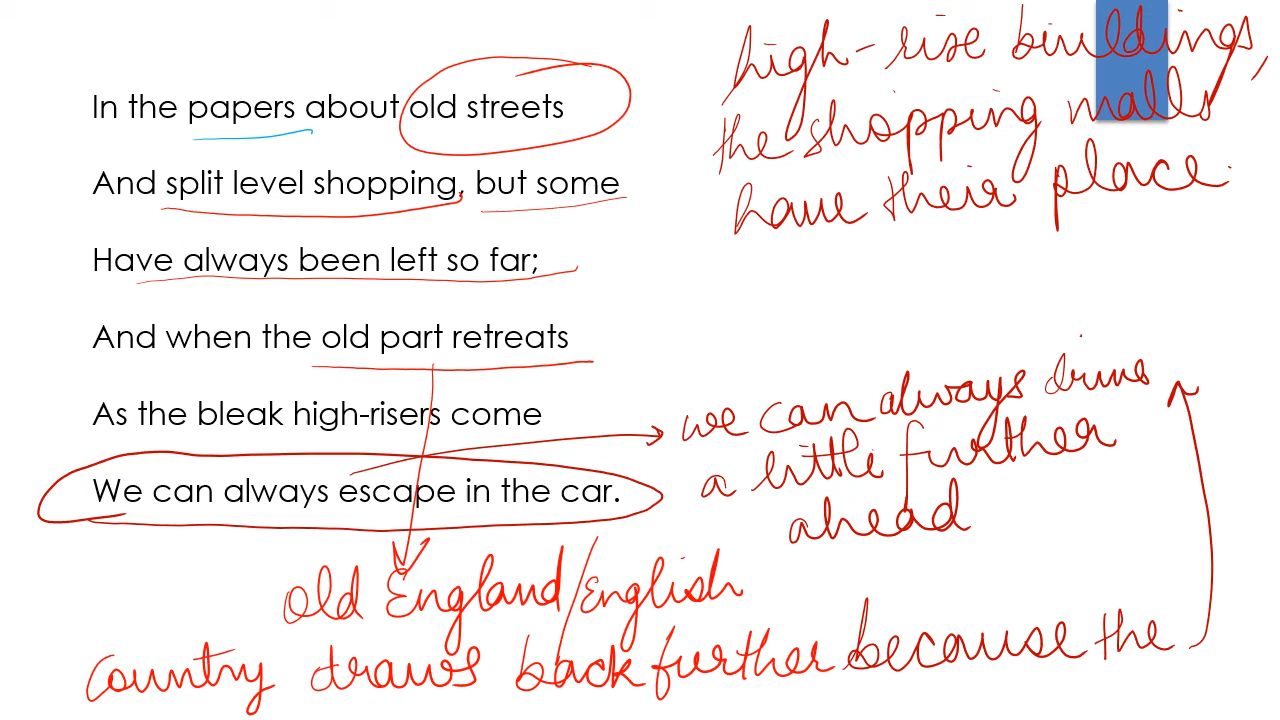 In the papers about old streets
And split level shopping, but some
Have always been left so far;
And when the old part retreats
As the bleak high-risers come
We can always escape in the car.
high-rise buildings,
the shopping malls
have their place.
we can always drive
a little further
ahead
Old England/English
country draws back further because the